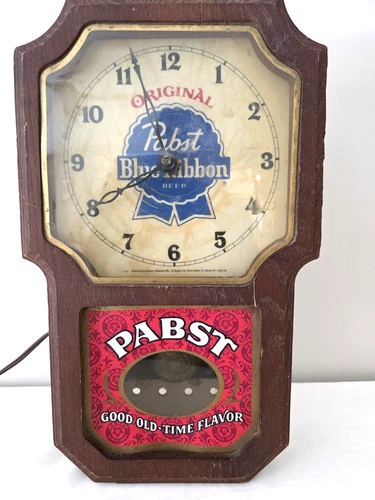 12
11
1
ORIGINAL
10
2
Pabst
Blue Ribbon
BEER
9
3
8
4
7
5
6
PABST
GOOD OLD-TIME FLAVOR